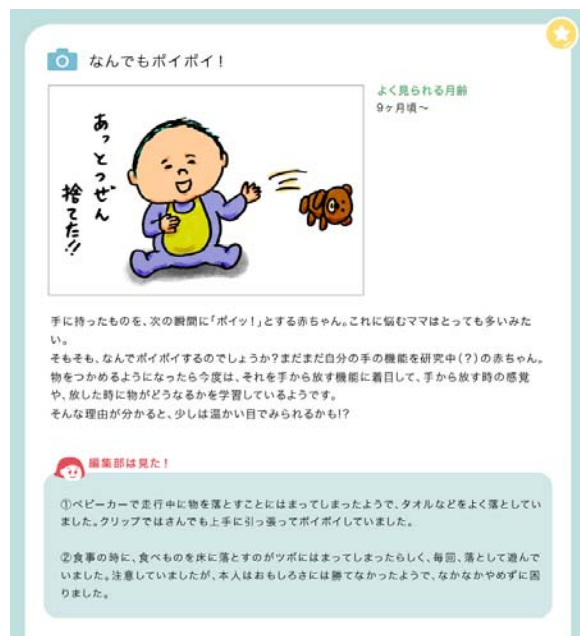 なんでもポイポイ!
よく見られる月齢
9ヶ月頃~
あっとつぜん
捨てた!!
手に持ったものを、次の瞬間に「ポイッ!」とする赤ちゃん。これに悩むママはとっても多いみた
い。
そもそも、なんでポイポイするのでしょうか?まだまだ自分の手の機能を研究中(?)の赤ちゃん。
物をつかめるようになったら今度は、それを手から放す機能に着目して、手から放す時の感覚
や、放した時に物がどうなるかを学習しているようです。
そんな理由が分かると、少しは温かい目でみられるかも!?
編集部は見た!
①ベビーカーで走行中に物を落とすことにはまってしまったようで、タオルなどをよく落としてい
ました。クリップではさんでも上手に引っ張ってポイポイしていました。
②食事の時に、食べものを床に落とすのがツボにはまってしまったらしく、毎回、落として遊んで
いました。注意していましたが、本人はおもしろさには勝てなかったようで、なかなかやめずに困
りました。